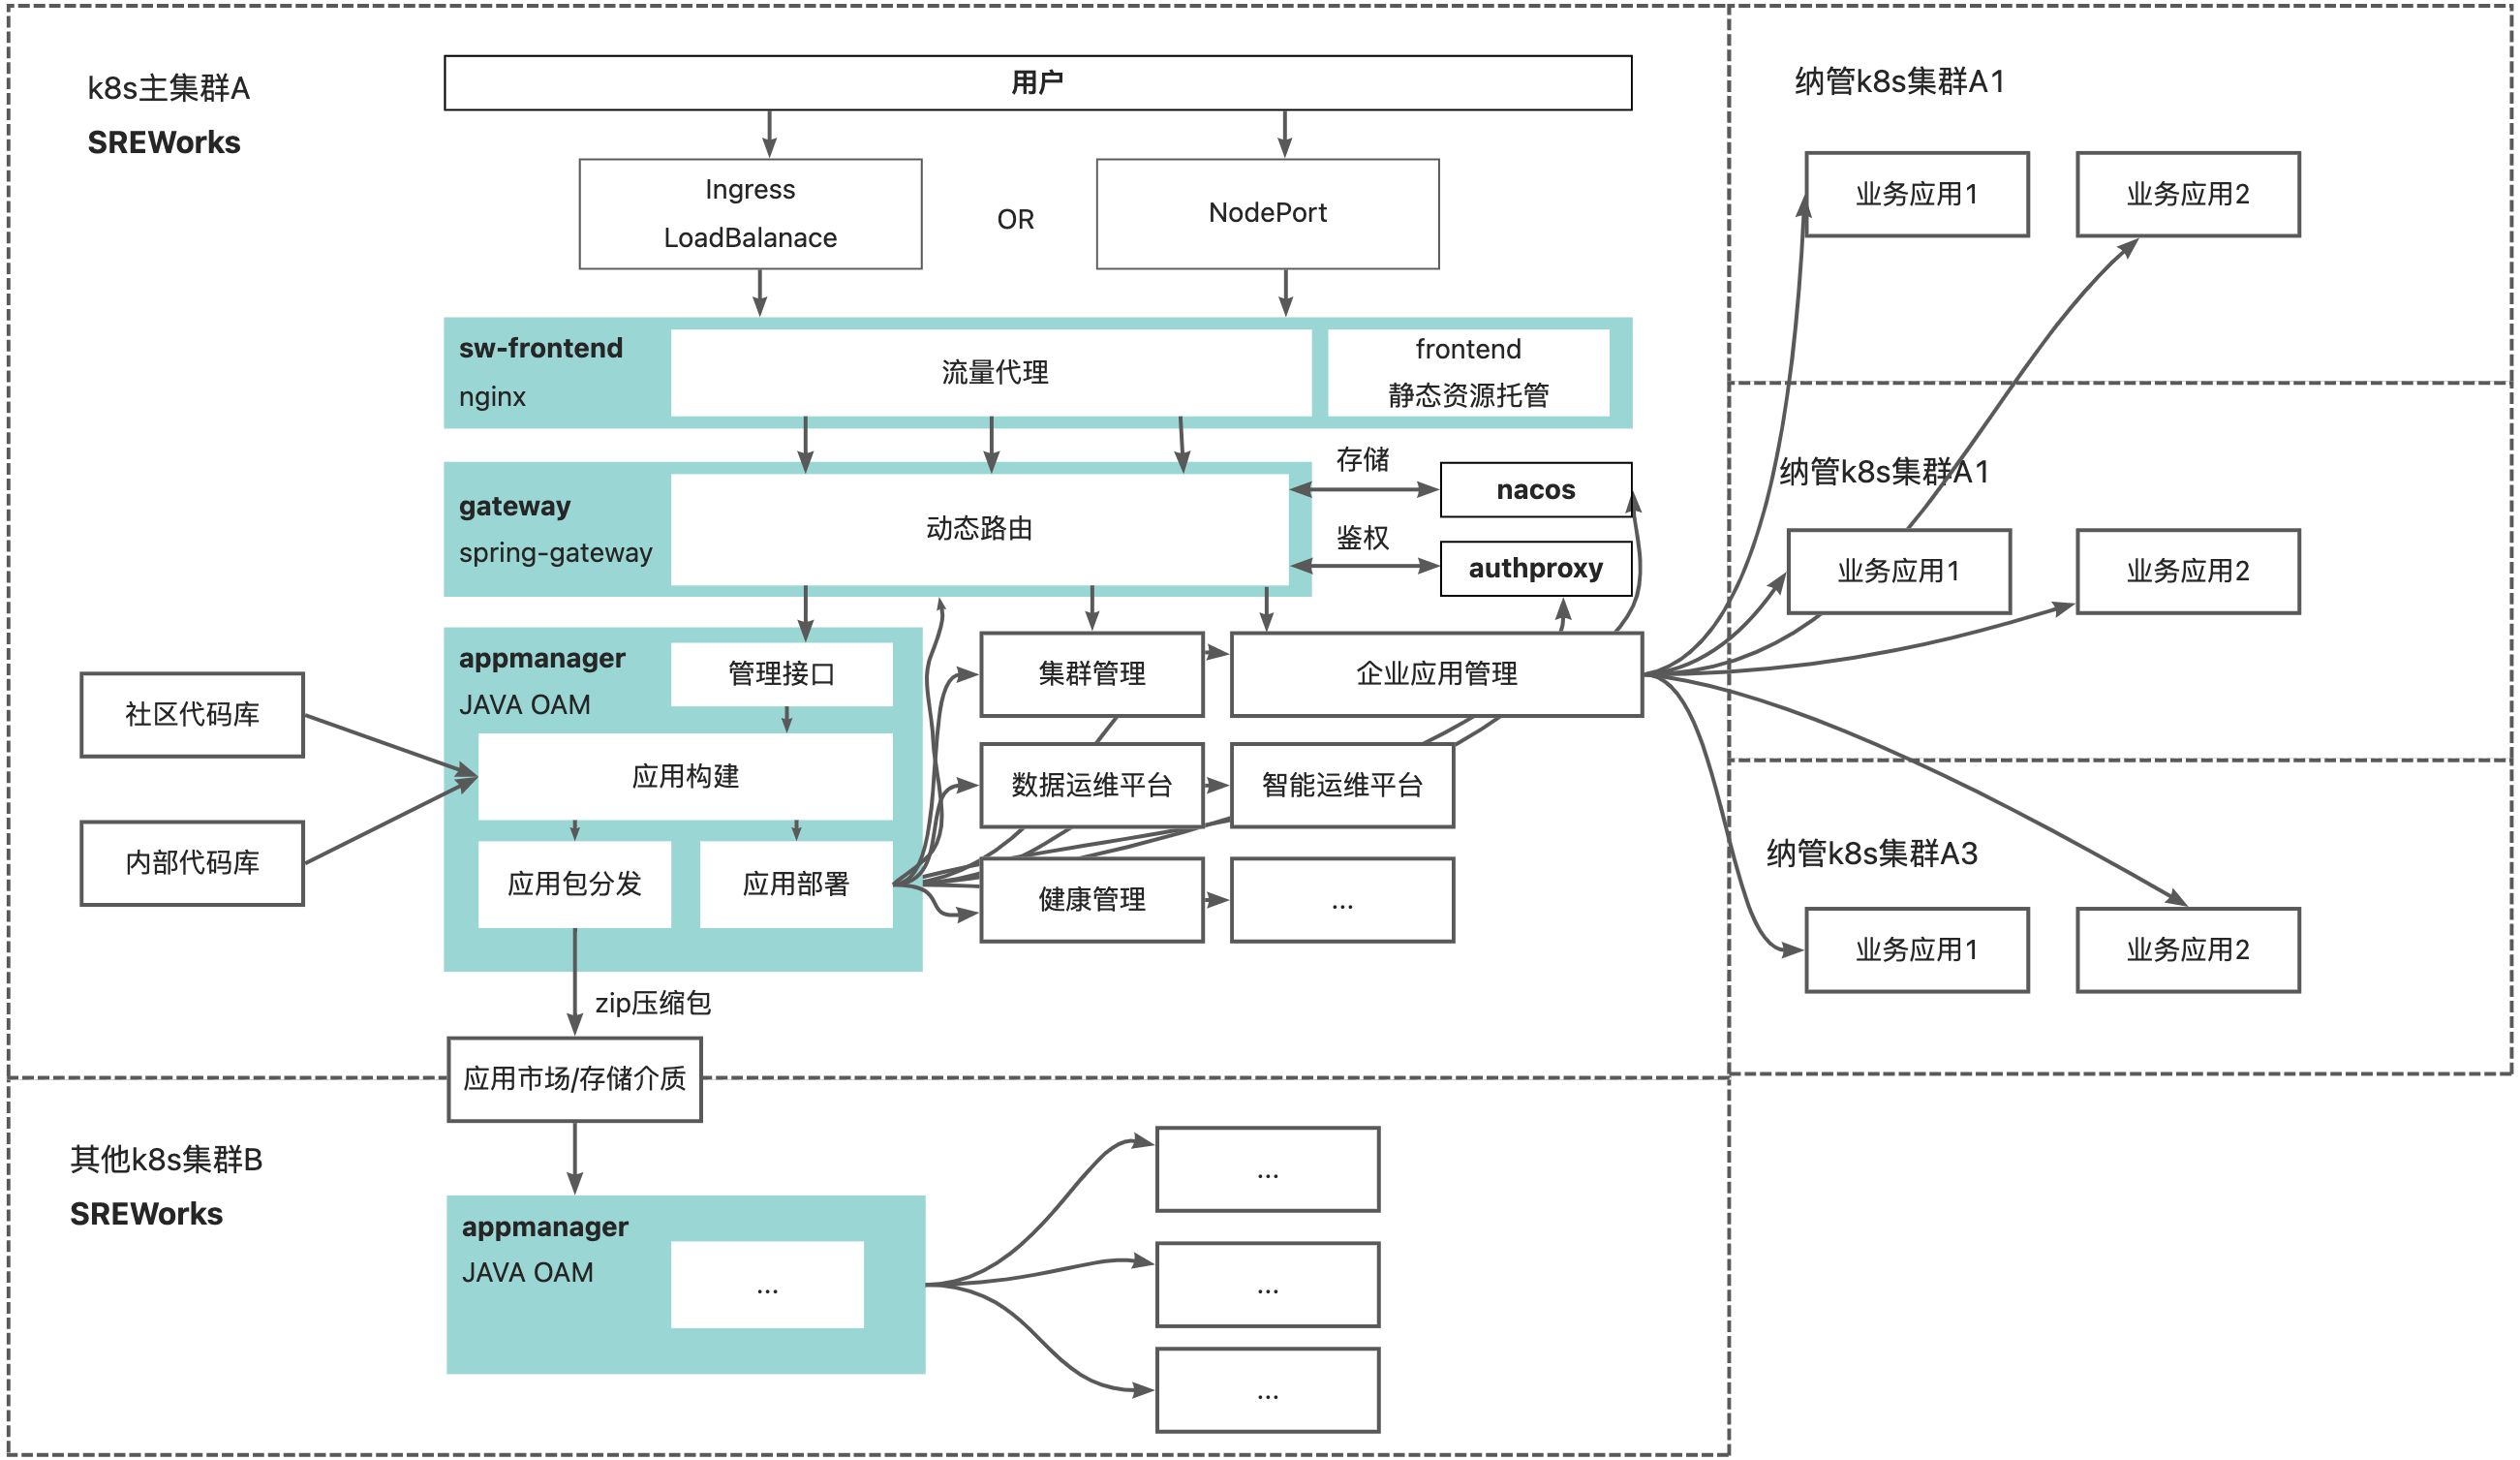 k8s主集群A
SREWorks
用户
Ingress
LoadBalanace
OR
NodePort
sw-frontend
nginx
流量代理
frontend
静态资源托管
gateway
spring-gateway
动态路由
存储
nacos
鉴权
authproxy
appmanager
JAVA OAM
管理接口
应用构建
应用包分发
应用部署
社区代码库
内部代码库
集群管理
企业应用管理
数据运维平台
智能运维平台
健康管理
...
zip压缩包
应用市场/存储介质
纳管k8s集群A1
业务应用1
业务应用2
纳管k8s集群A1
业务应用1
业务应用2
纳管k8s集群A3
业务应用1
业务应用2
其他k8s集群B
SREWorks
appmanager
JAVA OAM
...
...
...
...